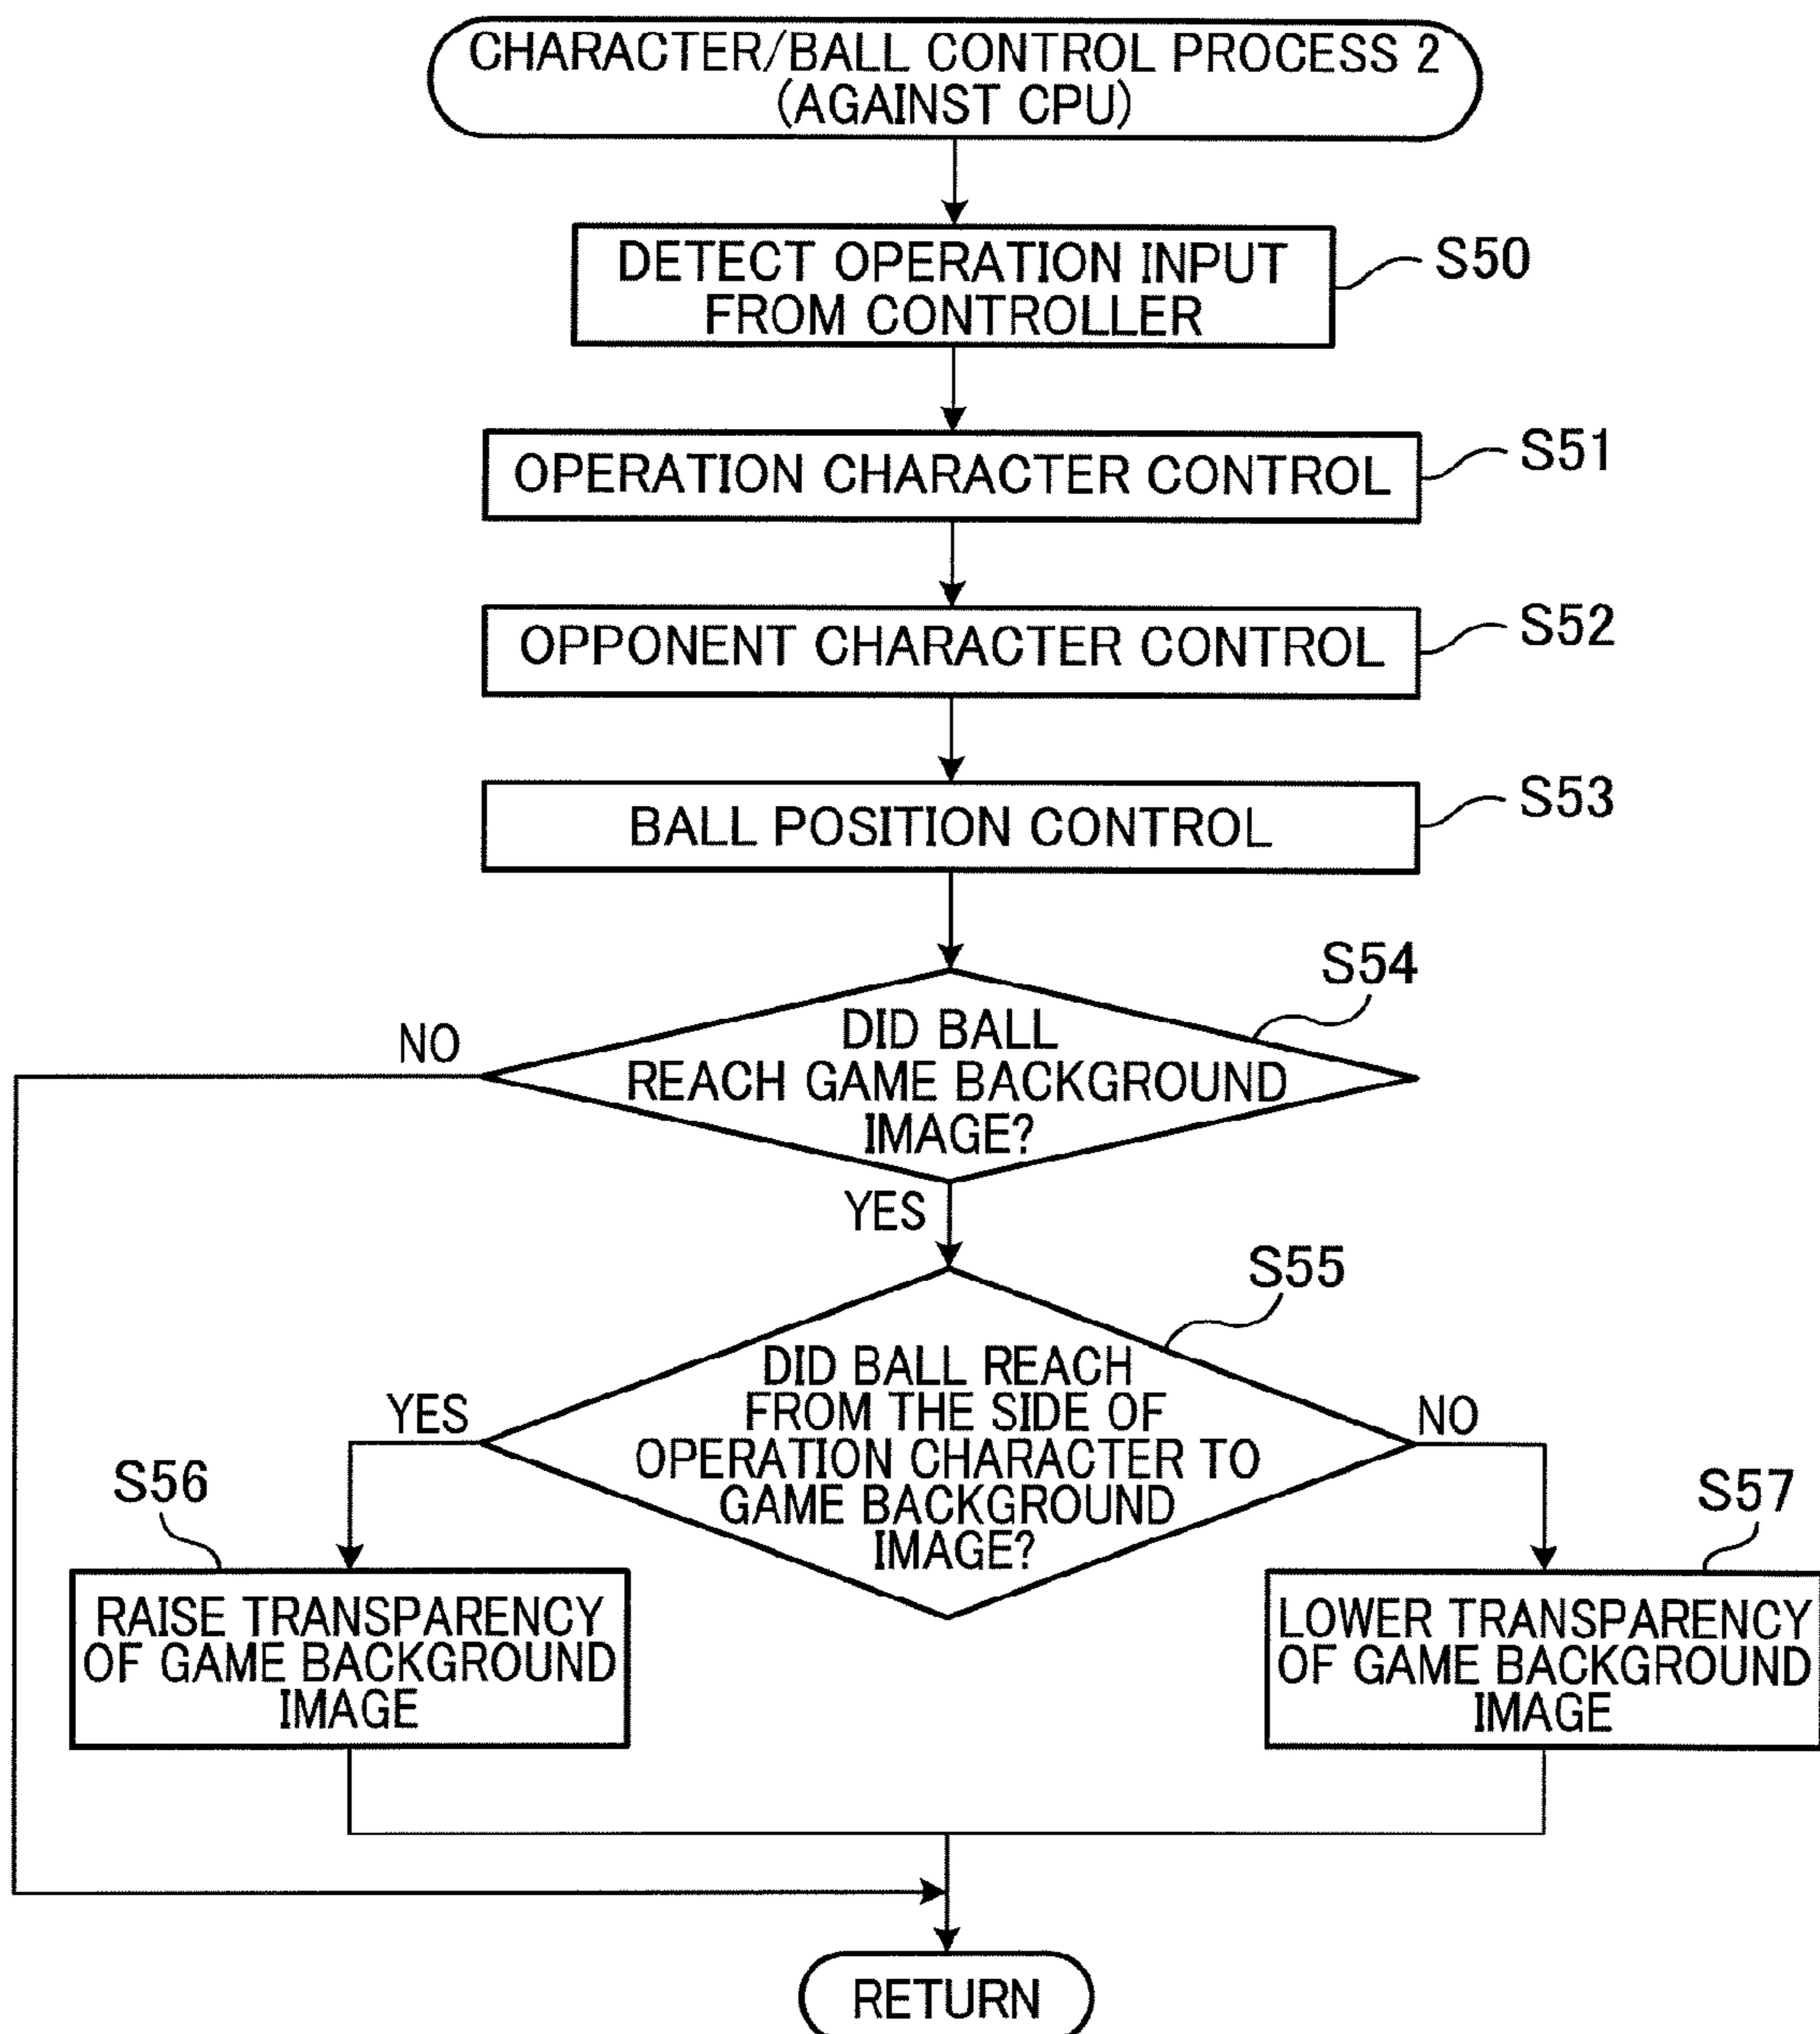 CHARACTER/BALL CONTROL PROCESS 2
(AGAINST CPU)
DETECT OPERATION INPUT
FROM CONTROLLER
S50
OPERATION CHARACTER CONTROL
S51
OPPONENT CHARACTER CONTROL
S52
BALL POSITION CONTROL
S53
S54
NO
DID BALL
REACH GAME BACKGROUND
IMAGE?
YES
S55
YES
DID BALL REACH
FROM THE SIDE OF
OPERATION CHARACTER TO
GAME BACKGROUND
IMAGE?
NO
S56
S57
RAISE TRANSPARENCY
OF GAME BACKGROUND
IMAGE
LOWER TRANSPARENCY
OF GAME BACKGROUND
IMAGE
RETURN